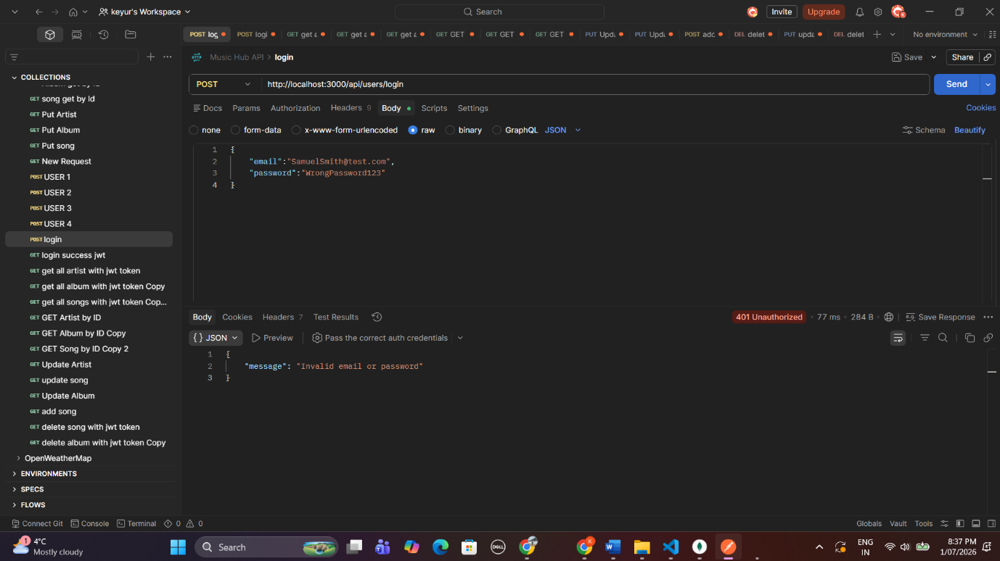 keyur's Workspace
Search
Invite
Upgrade
POST log
POST logi
GET get a
GET get a
GET get a
GET GET
GET GET
GET GET
PUT Upda
PUT Upda
POST adc
DEL delet
PUT upda
DEL delet
No environment
HTTP Music Hub API > login
Save
Share
COLLECTIONS
GET song get by Id
GET Put Artist
GET Put Album
GET Put song
GET New Request
POST USER 1
POST USER 2
POST USER 3
POST USER 4
POST login
GET login success jwt
GET get all artist with jwt token
GET get all album with jwt token Copy
GET get all songs with jwt token Cop...
GET GET Artist by ID
GET GET Album by ID Copy
GET GET Song by ID Copy 2
GET Update Artist
GET update song
GET Update Album
GET add song
GET delete song with jwt token
GET delete album with jwt token Copy
OpenWeatherMap
ENVIRONMENTS
SPECS
FLOWS
POST http://localhost:3000/api/users/login
Send
Docs Params Authorization Headers 9 Body Scripts Settings
Cookies
none form-data x-www-form-urlencoded raw binary GraphQL JSON
Schema Beautify
1 {
2 "email":"SamuelSmith@test.com",
3 "password":"WrongPassword123"
4 }
Body Cookies Headers 7 Test Results
401 Unauthorized • 77 ms • 284 B
e.g. Save Response
{ } JSON Preview Pass the correct auth credentials
1 {
2 "message": "Invalid email or password"
3 }
Connect Git Console Terminal 0 0
Globals Vault Tools
1 4°C
Mostly cloudy
Search
DELL
K
W
ENG
IN
8:37 PM
1/07/2026